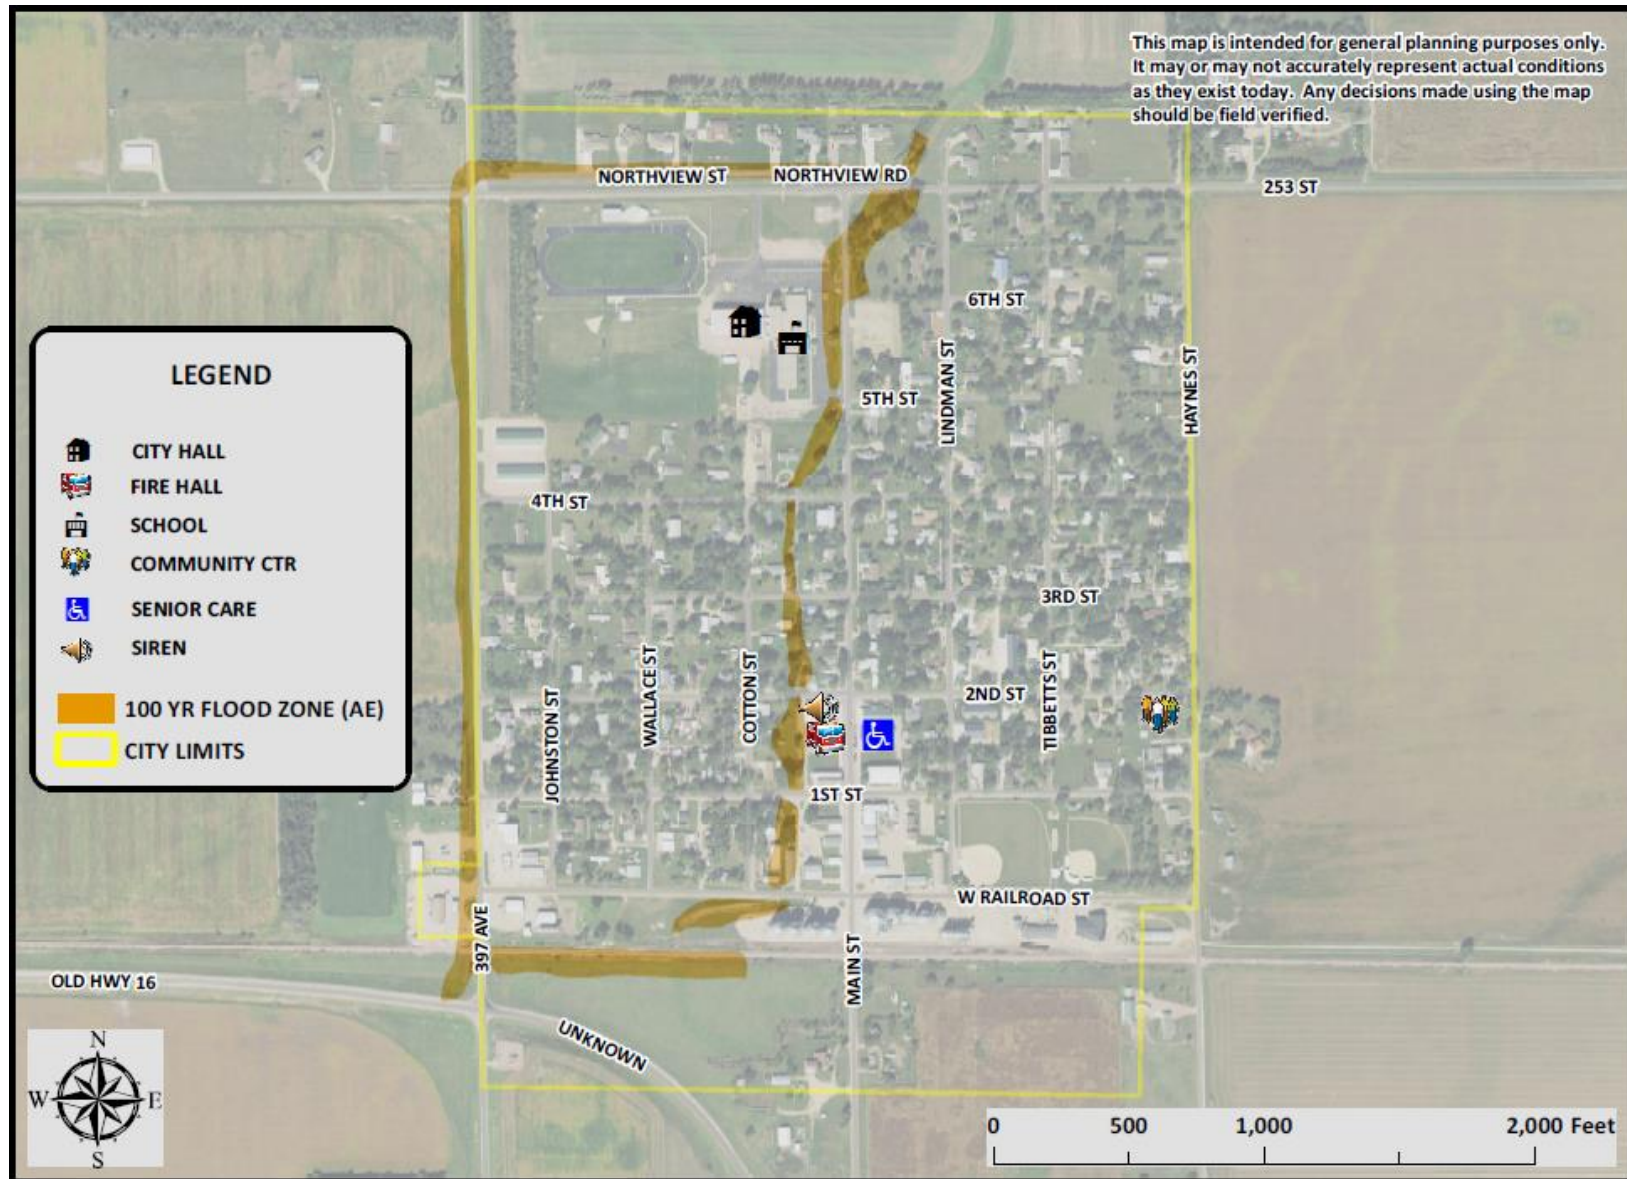 This map is intended for general planning purposes only.
It may or may not accurately represent actual conditions
as they exist today. Any decisions made using the map
should be field verified.
NORTHVIEW ST
NORTHVIEW RD
253 ST
6TH ST
LINDMAN ST
HAYNES ST
5TH ST
4TH ST
3RD ST
2ND ST
JOHNSTON ST
WALLACE ST
COTTON ST
TIBBETTS ST
1ST ST
W RAILROAD ST
397 AVE
MAIN ST
OLD HWY 16
UNKNOWN
LEGEND
CITY HALL
FIRE HALL
SCHOOL
COMMUNITY CTR
SENIOR CARE
SIREN
100 YR FLOOD ZONE (AE)
CITY LIMITS
N
W E
S
0 500 1,000 2,000 Feet